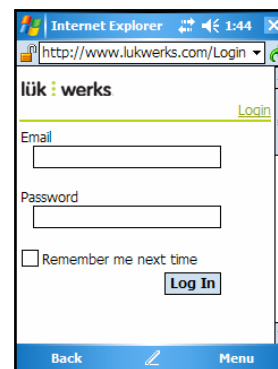 Internet Explorer 1:44
http://www.lukwerks.com/Login
lük werks
Login
Email
Password
Remember me next time
Log In
Back Menu